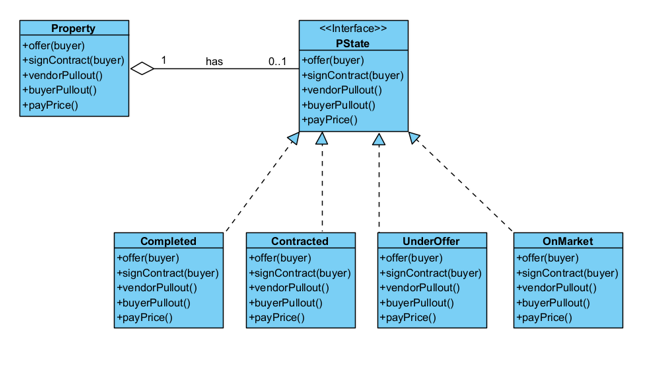 Property
+offer(buyer)
+signContract(buyer)
+vendorPullout()
+buyerPullout()
+payPrice()
1
has
0..1
<<Interface>>
PState
+offer(buyer)
+signContract(buyer)
+vendorPullout()
+buyerPullout()
+payPrice()
Completed
+offer(buyer)
+signContract(buyer)
+vendorPullout()
+buyerPullout()
+payPrice()
Contracted
+offer(buyer)
+signContract(buyer)
+vendorPullout()
+buyerPullout()
+payPrice()
UnderOffer
+offer(buyer)
+signContract(buyer)
+vendorPullout()
+buyerPullout()
+payPrice()
OnMarket
+offer(buyer)
+signContract(buyer)
+vendorPullout()
+buyerPullout()
+payPrice()